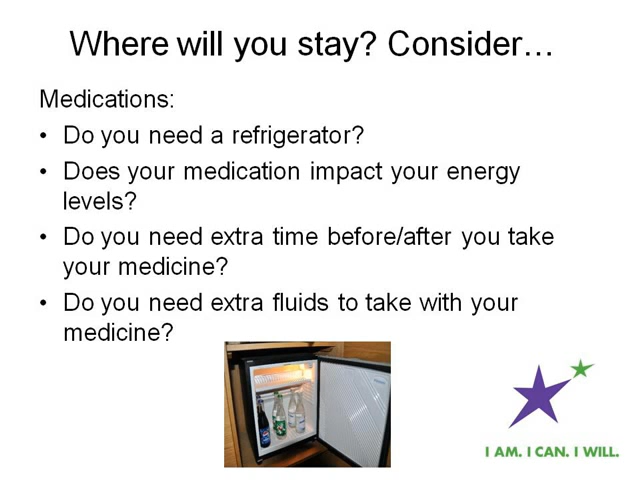 Where will you stay? Consider…
Medications:
• Do you need a refrigerator?
• Does your medication impact your energy
levels?
• Do you need extra time before/after you take
your medicine?
• Do you need extra fluids to take with your
medicine?
I AM. I CAN. I WILL.